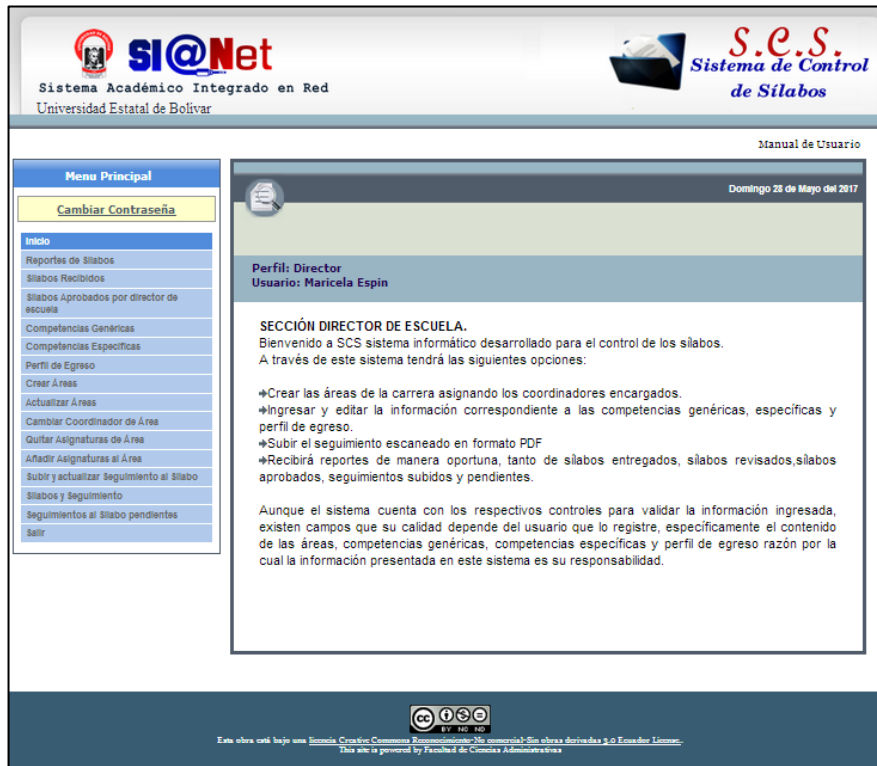 SI@Net
Sistema Académico Integrado en Red
Universidad Estatal de Bolívar
S.C.S.
Sistema de Control
de Sílabos
Manual de Usuario
Menu Principal
Cambiar Contraseña
Inicio
Reportes de Sílabos
Sílabos Recibidos
Sílabos Aprobados por director de
escuela
Competencias Genéricas
Competencias Específicas
Perfil de Egreso
Crear Áreas
Actualizar Áreas
Cambiar Coordinador de Área
Quitar Asignaturas de Área
Añadir Asignaturas al Área
Subir y actualizar Seguimiento al Sílabo
Sílabos y Seguimiento
Seguimientos al Sílabo pendientes
Salir
Domingo 28 de Mayo del 2017
Perfil: Director
Usuario: Maricela Espin
SECCIÓN DIRECTOR DE ESCUELA.
Bienvenido a SCS sistema informático desarrollado para el control de los sílabos.
A través de este sistema tendrá las siguientes opciones:
➔Crear las áreas de la carrera asignando los coordinadores encargados.
➔Ingresar y editar la información correspondiente a las competencias genéricas, específicas y
perfil de egreso.
➔Subir el seguimiento escaneado en formato PDF
➔Recibirá reportes de manera oportuna, tanto de sílabos entregados, sílabos revisados,sílabos
aprobados, seguimientos subidos y pendientes.
Aunque el sistema cuenta con los respectivos controles para validar la información ingresada,
existen campos que su calidad depende del usuario que lo registre, específicamente el contenido
de las áreas, competencias genéricas, competencias específicas y perfil de egreso razón por la
cual la información presentada en este sistema es su responsabilidad.
cc
BY NC ND
Esta obra está bajo una licencia Creative Commons Reconocimiento-No comercial-Sin obras derivadas 3.0 Ecuador License.
This site is powered by Facultad de Ciencias Administrativas